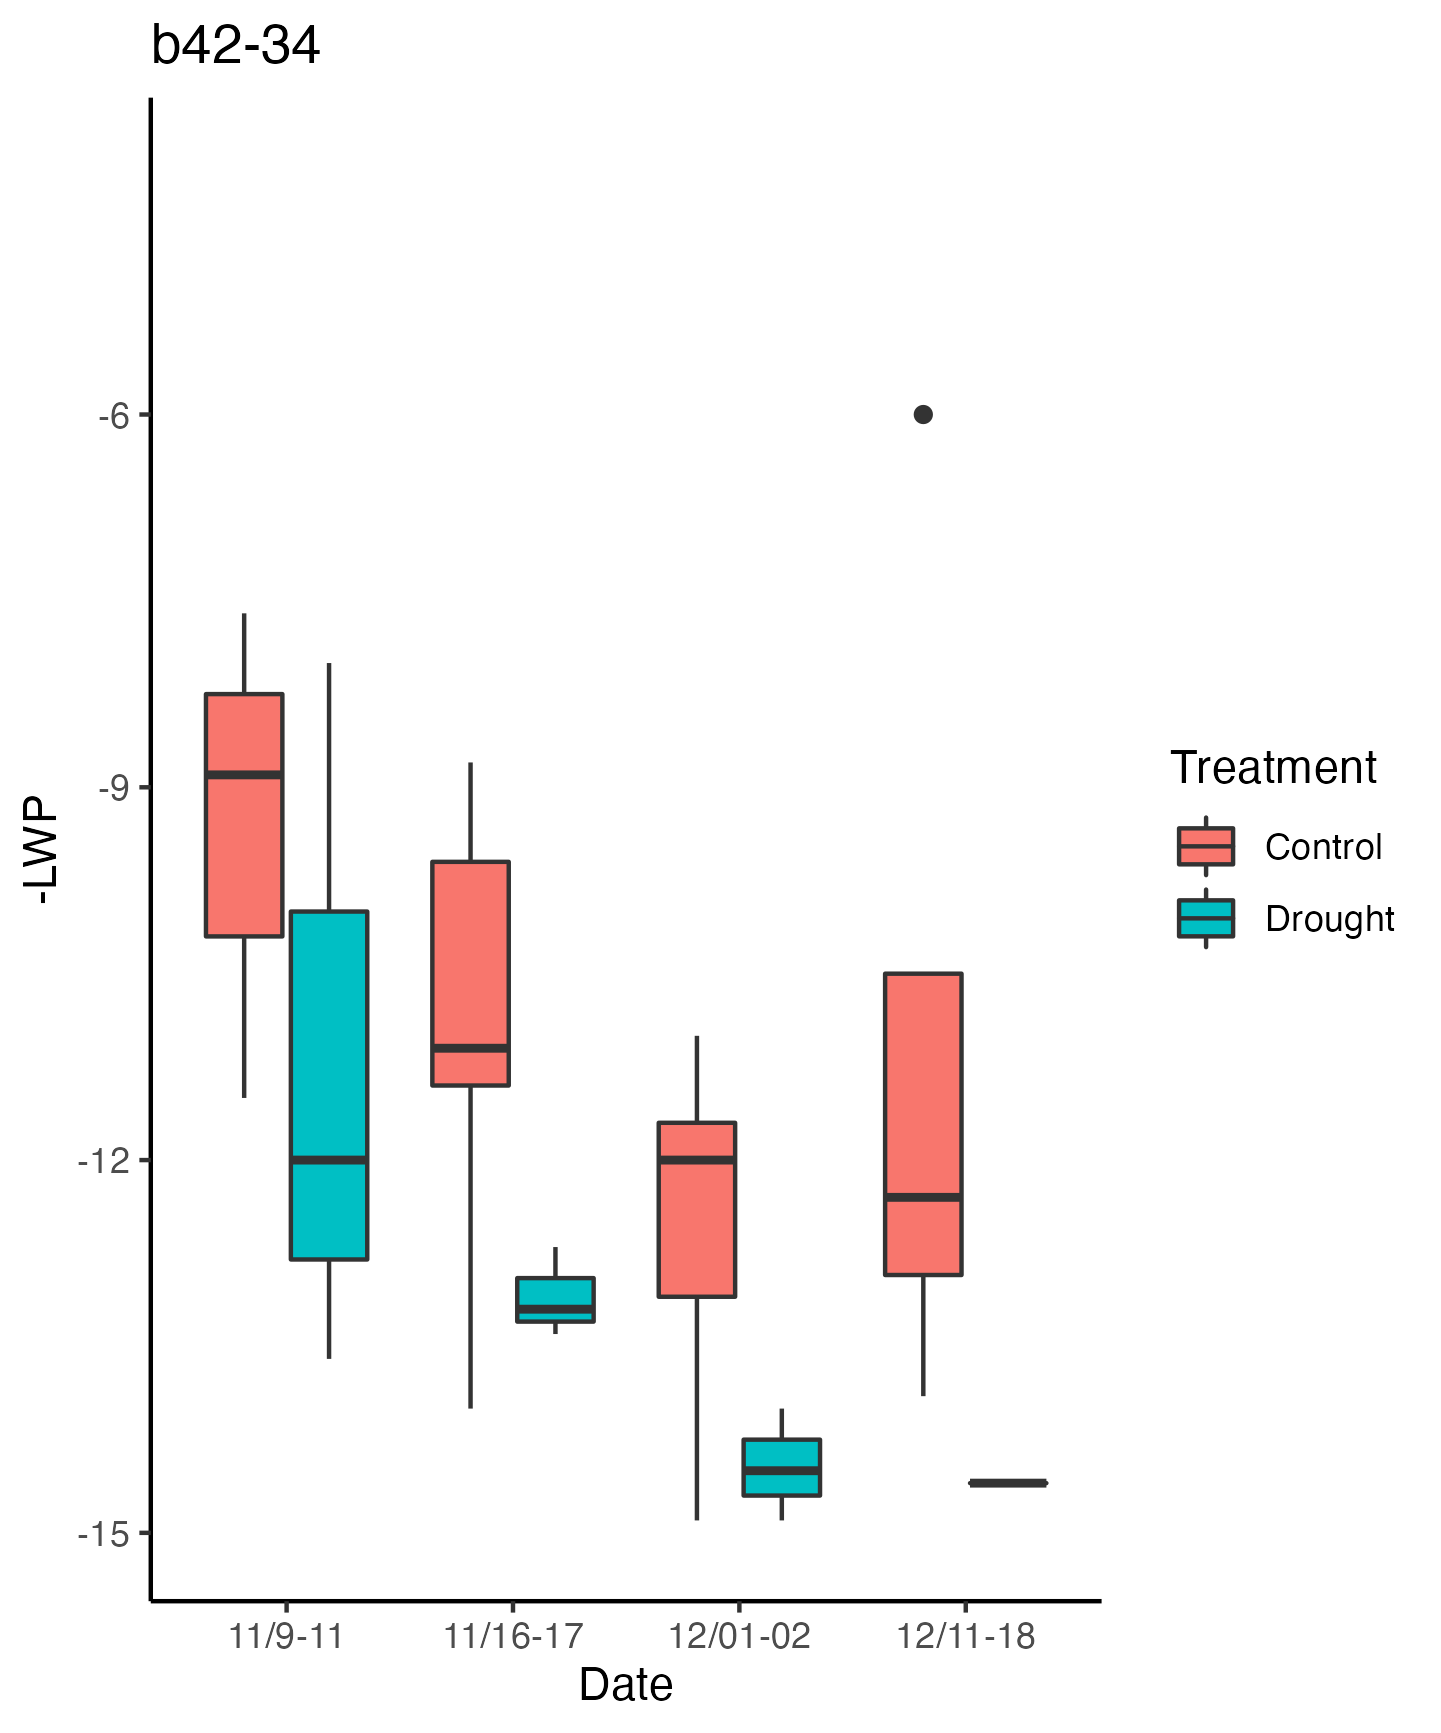 b42-34
-6
-9
-12
-15
-LWP
11/9-11
11/16-17
12/01-02
12/11-18
Date
Treatment
Control
Drought